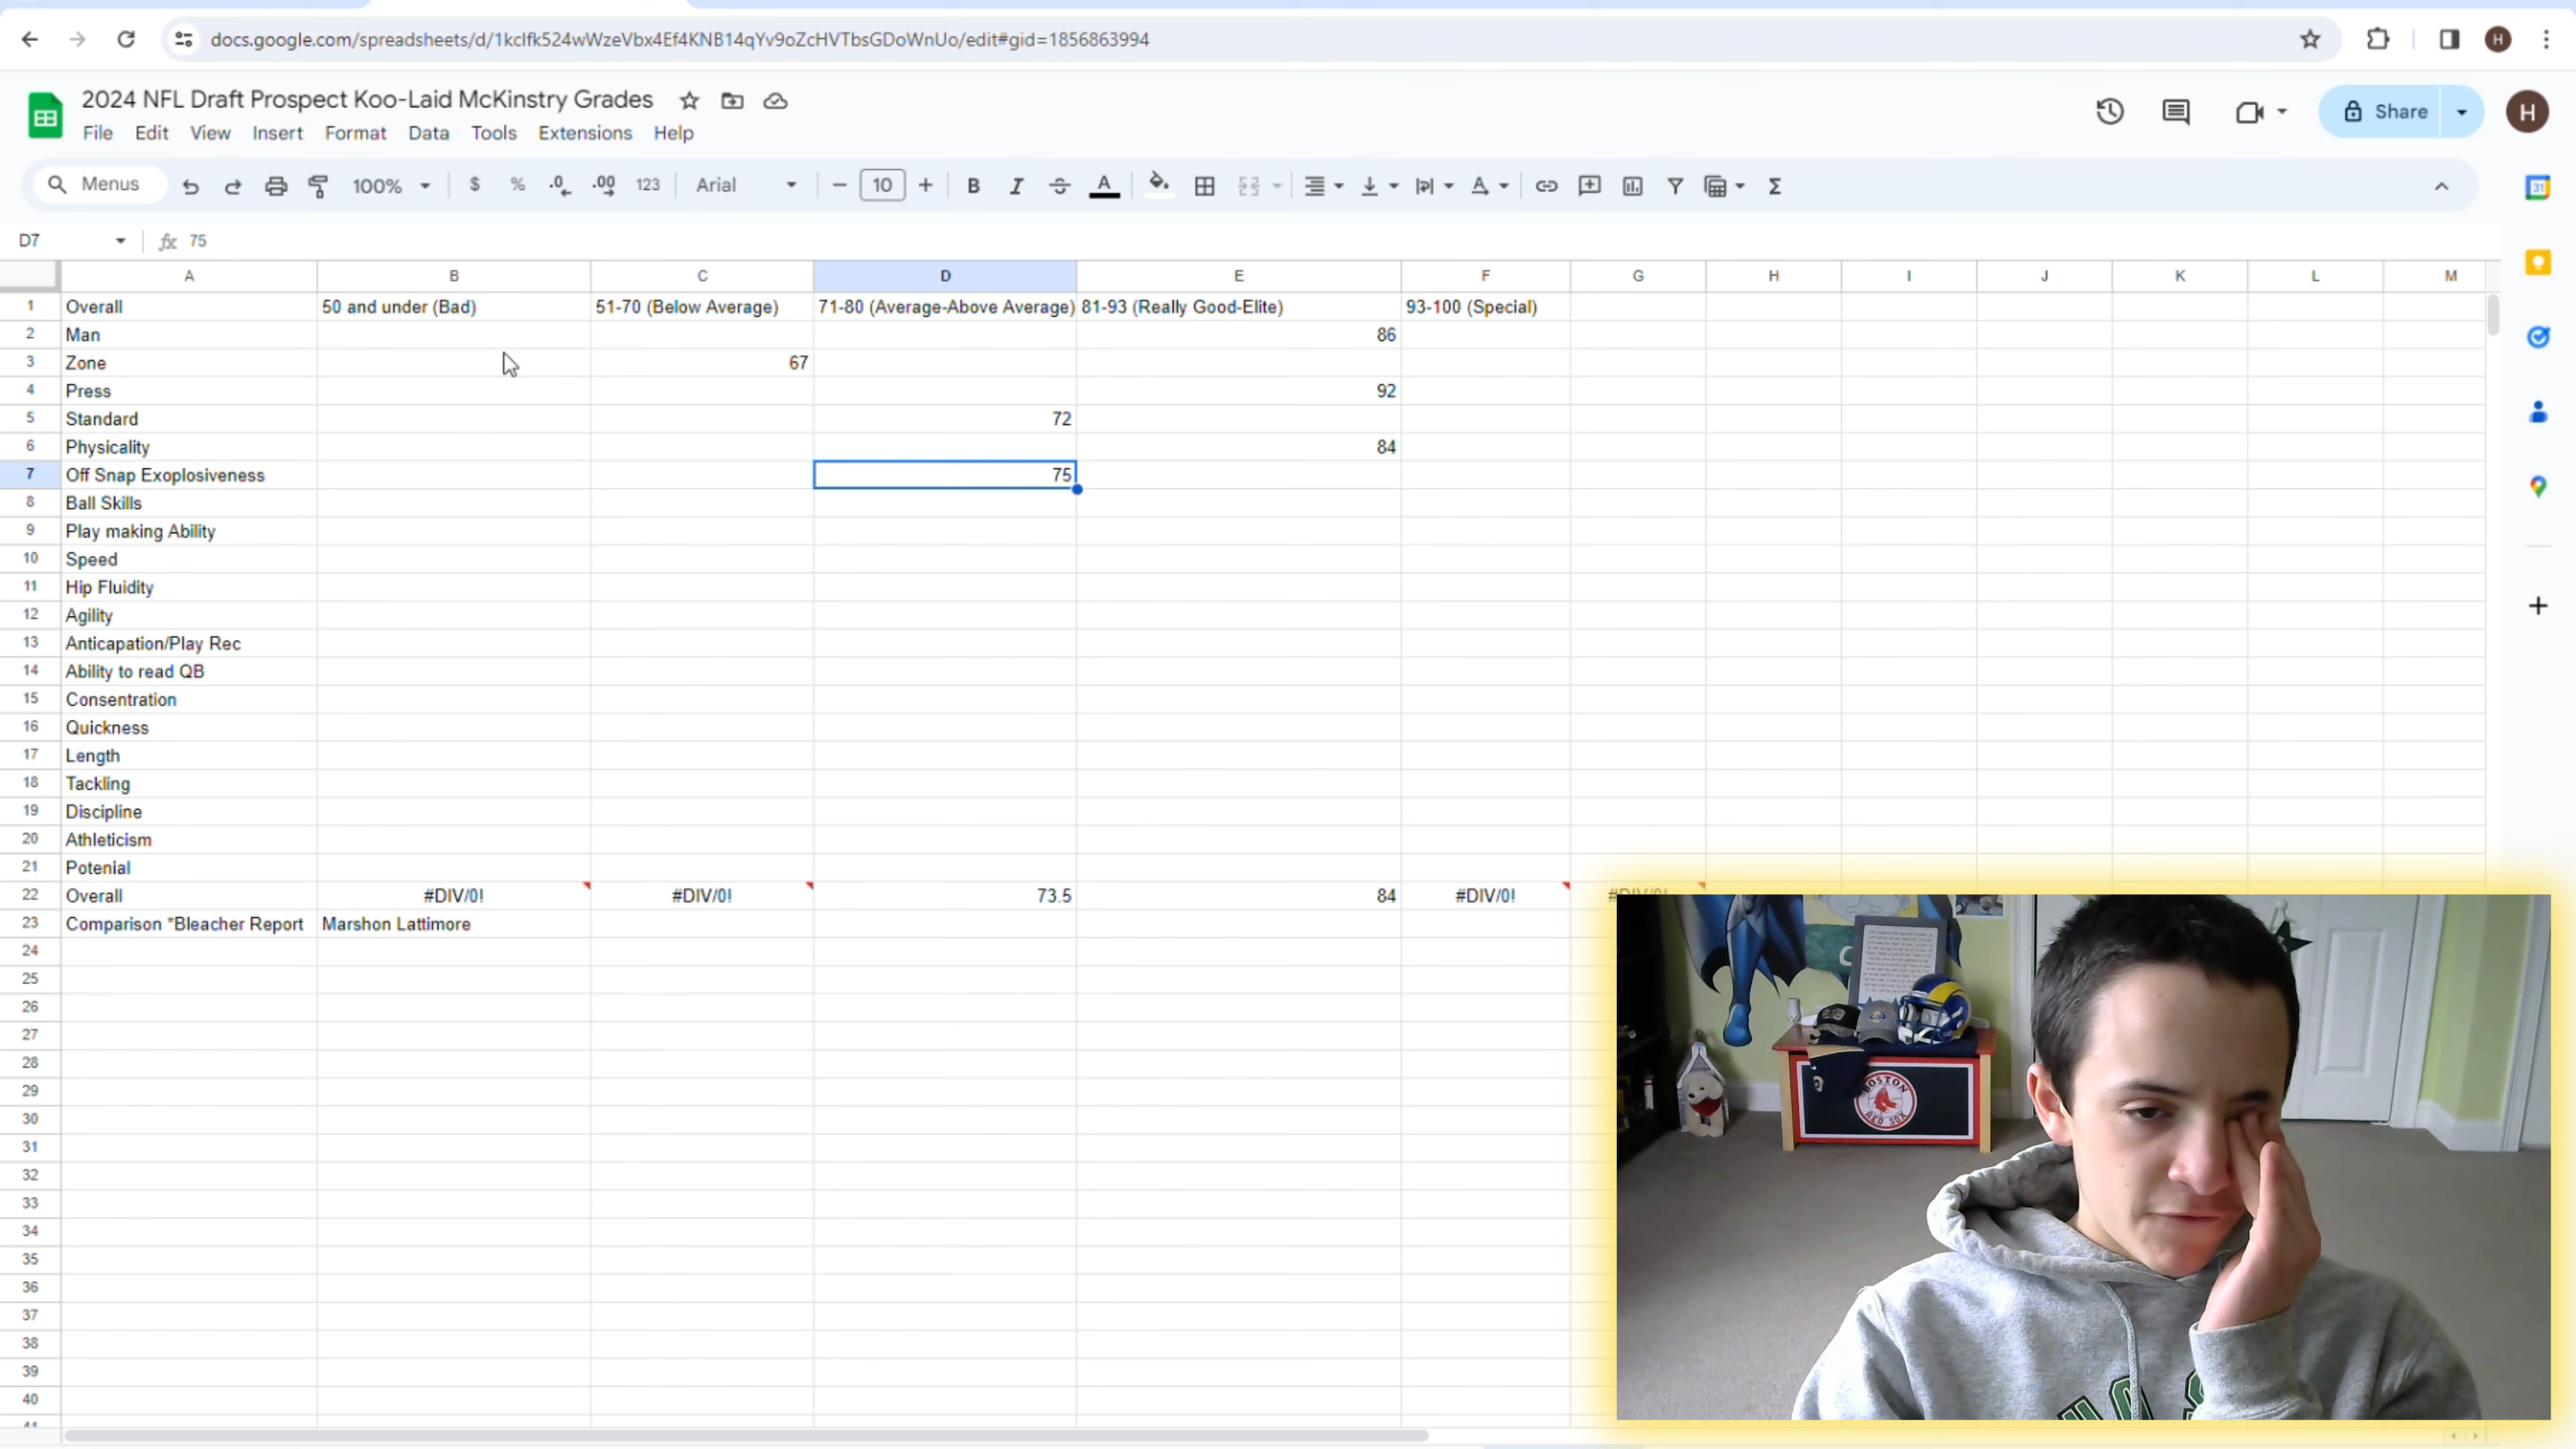 docs.google.com/spreadsheets/d/1kclfk524wWzeVbx4Ef4KNB14qYv9oZcHVTbsGDoWnUo/edit#gid=1856863994 H
2024 NFL Draft Prospect Koo-Laid McKinstry Grades
File Edit View Insert Format Data Tools Extensions Help
Share H
Menus 100% $ % .0 .00 123 Arial 10 B I A A Σ 31
D7 fx 75
A B C D E F G H I J K L M
1 Overall 50 and under (Bad) 51-70 (Below Average) 71-80 (Average-Above Average) 81-93 (Really Good-Elite) 93-100 (Special)
2 Man 86
3 Zone 67
4 Press 92
5 Standard 72
6 Physicality 84
7 Off Snap Exoplosiveness 75
8 Ball Skills
9 Play making Ability
10 Speed
11 Hip Fluidity
12 Agility
13 Anticapation/Play Rec
14 Ability to read QB
15 Consentration
16 Quickness
17 Length
18 Tackling
19 Discipline
20 Athleticism
21 Potenial
22 Overall #DIV/0! #DIV/0! 73.5 84 #DIV/0! #DIV/0!
23 Comparison *Bleacher Report Marshon Lattimore
24
25
26
27
28
29
30
31
32
33
34
35
36
37
38
39
40
41
BOSTON
RED SOX